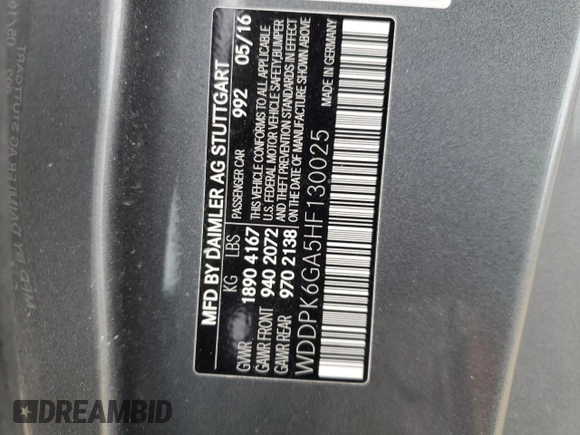 MFD BY DAIMLER AG STUTTGART
KG LBS PASSENGER CAR 992 05/16
GVWR 1890 4167 THIS VEHICLE CONFORMS TO ALL APPLICABLE
GAWR FRONT 940 2072 U.S. FEDERAL MOTOR VEHICLE SAFETY, BUMPER
GAWR REAR 970 2138 AND THEFT PREVENTION STANDARDS IN EFFECT
ON THE DATE OF MANUFACTURE SHOWN ABOVE
WDDPK6GA5HF130025 MADE IN GERMANY
DREAMBID